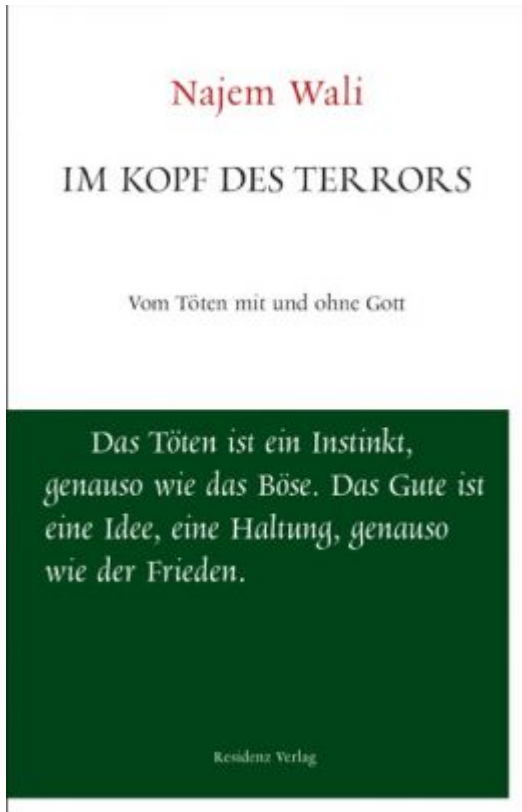 Najem Wali
IM KOPF DES TERRORS
Vom Töten mit und ohne Gott
Das Töten ist ein Instinkt,
genauso wie das Böse. Das Gute ist
eine Idee, eine Haltung, genauso
wie der Frieden.
Residenz Verlag